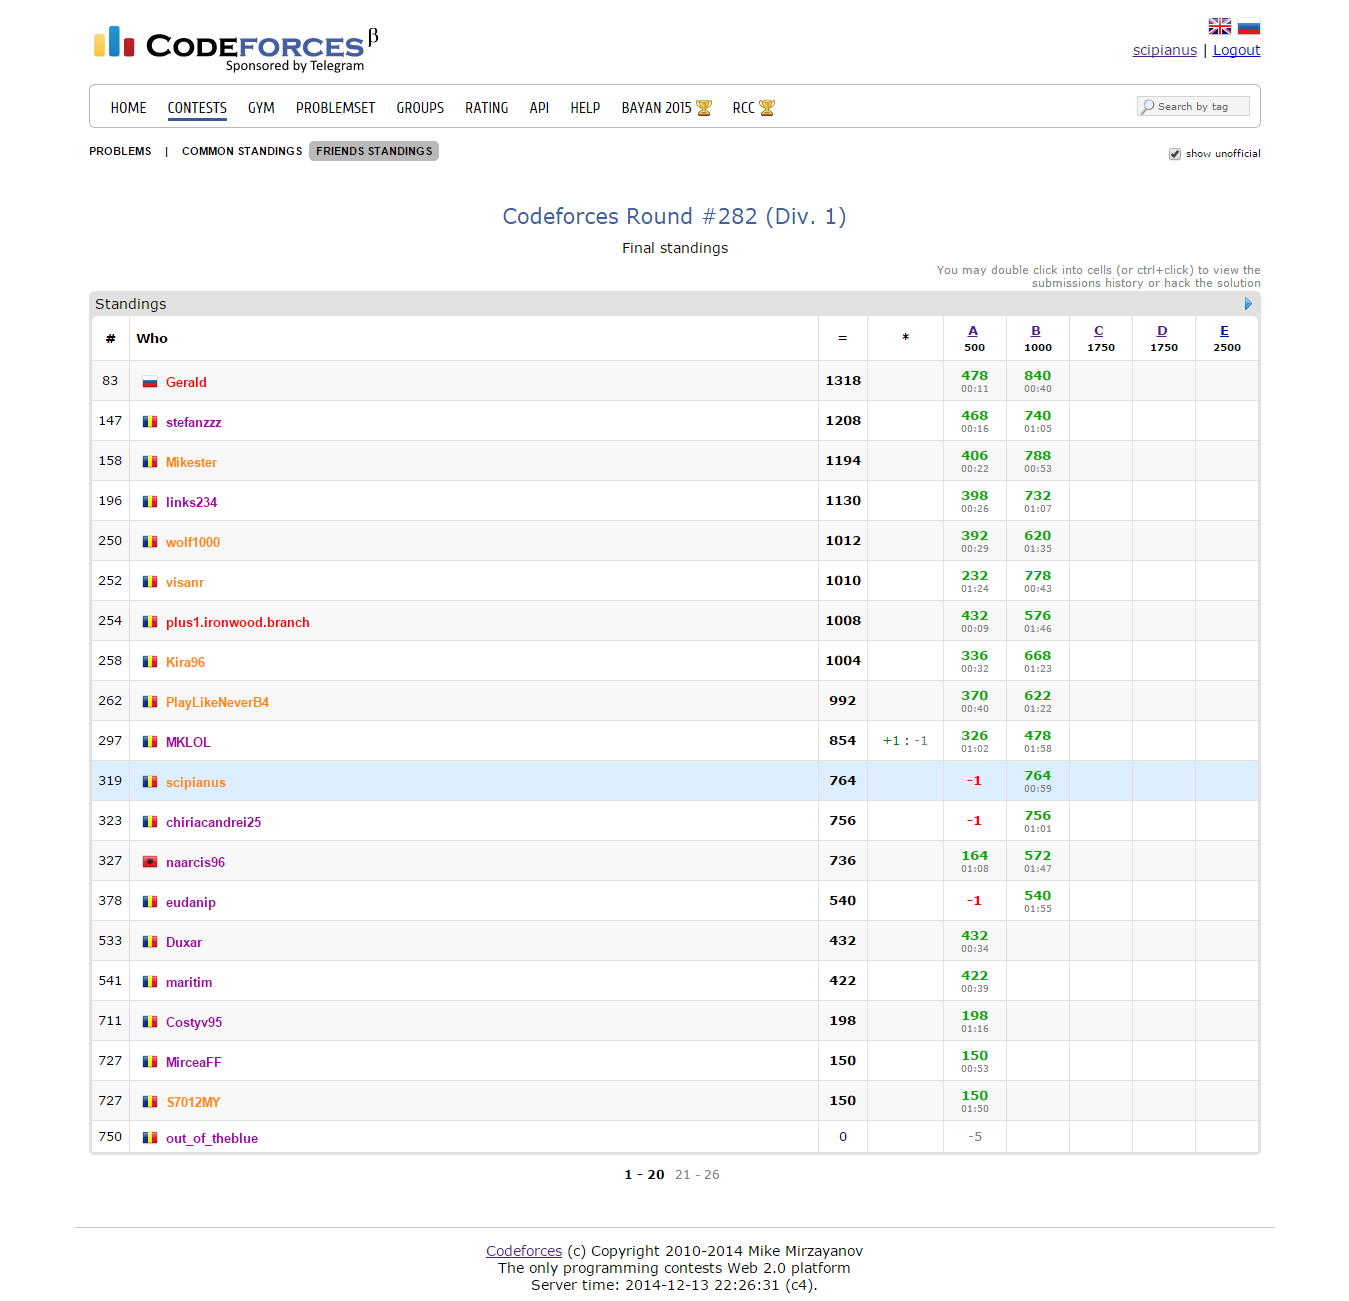 CODEFORCES β
Sponsored by Telegram
scipianus | Logout
HOME CONTESTS GYM PROBLEMSET GROUPS RATING API HELP BAYAN 2015 RCC Search by tag
PROBLEMS | COMMON STANDINGS FRIENDS STANDINGS show unofficial
Codeforces Round #282 (Div. 1)
Final standings
You may double click into cells (or ctrl+click) to view the
submissions history or hack the solution
Standings
# Who = * A B C D E
500 1000 1750 1750 2500
83 Gerald 1318 478 840
00:11 00:40
147 stefanzzz 1208 468 740
00:16 01:05
158 Mikester 1194 406 788
00:22 00:53
196 links234 1130 398 732
00:26 01:07
250 wolf1000 1012 392 620
00:29 01:35
252 visanr 1010 232 778
01:24 00:43
254 plus1.ironwood.branch 1008 432 576
00:09 01:46
258 Kira96 1004 336 668
00:32 01:23
262 PlayLikeNeverB4 992 370 622
00:40 01:22
297 MKLOL 854 +1 : -1 326 478
01:02 01:58
319 scipianus 764 -1 764
00:59
323 chiriacandrei25 756 -1 756
01:01
327 naarcis96 736 164 572
01:08 01:47
378 eudanip 540 -1 540
01:55
533 Duxar 432 432
00:34
541 maritim 422 422
00:39
711 Costyv95 198 198
01:16
727 MirceaFF 150 150
00:53
727 S7012MY 150 150
01:50
750 out_of_theblue 0 -5
1 - 20 21 - 26
Codeforces (c) Copyright 2010-2014 Mike Mirzayanov
The only programming contests Web 2.0 platform
Server time: 2014-12-13 22:26:31 (c4).